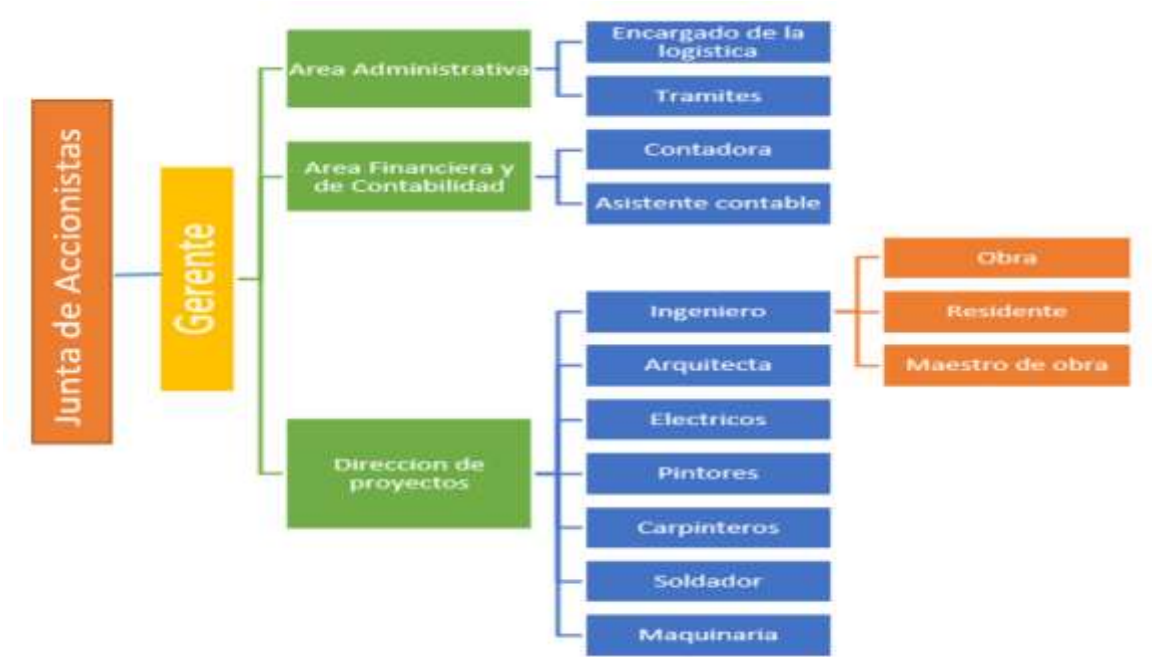 Junta de Accionistas
Gerente
Area Administrativa
Encargado de la
logistica
Tramites
Area Financiera y
de Contabilidad
Contadora
Asistente contable
Direccion de
proyectos
Ingeniero
Obra
Residente
Maestro de obra
Arquitecta
Electricos
Pintores
Carpinteros
Soldador
Maquinaria